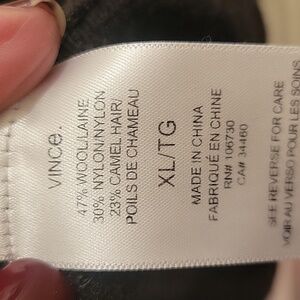 VINCE.
47% WOOL/LAINE
30% NYLON/NYLON
23% CAMEL HAIR/
POILS DE CHAMEAU
XL/TG
MADE IN CHINA
FABRIQUÉ EN CHINE
RN# 106730
CA# 34460
SEE REVERSE FOR CARE
VOIR AU VERSO POUR LES SOINS